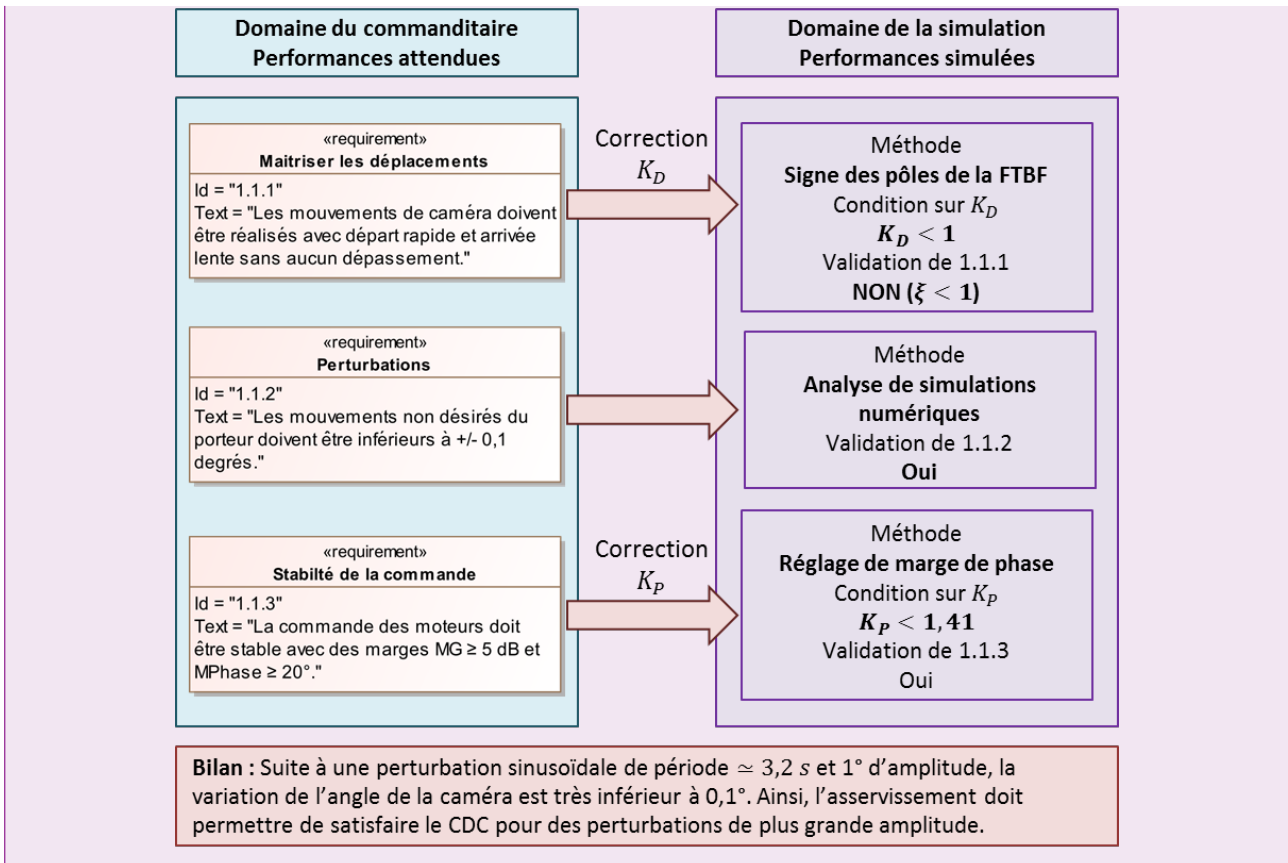 Domaine du commanditaire
Performances attendues
Domaine de la simulation
Performances simulées
«requirement»
Maitriser les déplacements
Id = "1.1.1"
Text = "Les mouvements de caméra doivent
être réalisés avec départ rapide et arrivée
lente sans aucun dépassement."
Correction
K_D
Méthode
Signe des pôles de la FTBF
Condition sur K_D
K_D < 1
Validation de 1.1.1
NON (ξ < 1)
«requirement»
Perturbations
Id = "1.1.2"
Text = "Les mouvements non désirés du
porteur doivent être inférieurs à +/- 0,1
degrés."
Méthode
Analyse de simulations
numériques
Validation de 1.1.2
Oui
«requirement»
Stabilté de la commande
Id = "1.1.3"
Text = "La commande des moteurs doit
être stable avec des marges MG ≥ 5 dB et
MPhase ≥ 20°."
Correction
K_P
Méthode
Réglage de marge de phase
Condition sur K_P
K_P < 1,41
Validation de 1.1.3
Oui
Bilan : Suite à une perturbation sinusoïdale de période ≃ 3,2 s et 1° d’amplitude, la
variation de l’angle de la caméra est très inférieur à 0,1°. Ainsi, l’asservissement doit
permettre de satisfaire le CDC pour des perturbations de plus grande amplitude.